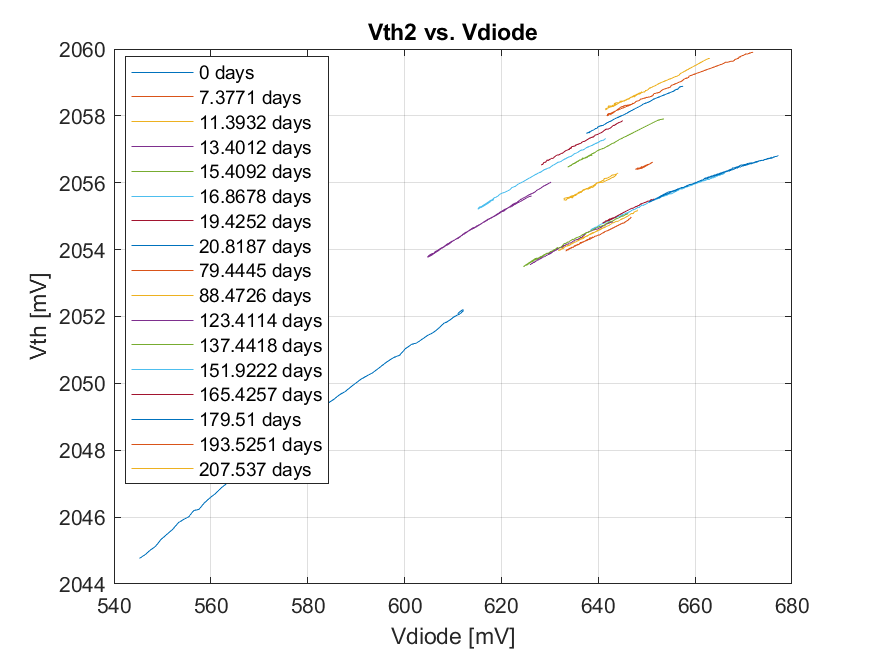 Vth2 vs. Vdiode
2060
2058
2056
2054
2052
2050
2048
2046
2044
Vth [mV]
0 days
7.3771 days
11.3932 days
13.4012 days
15.4092 days
16.8678 days
19.4252 days
20.8187 days
79.4445 days
88.4726 days
123.4114 days
137.4418 days
151.9222 days
165.4257 days
179.51 days
193.5251 days
207.537 days
540 560 580 600 620 640 660 680
Vdiode [mV]